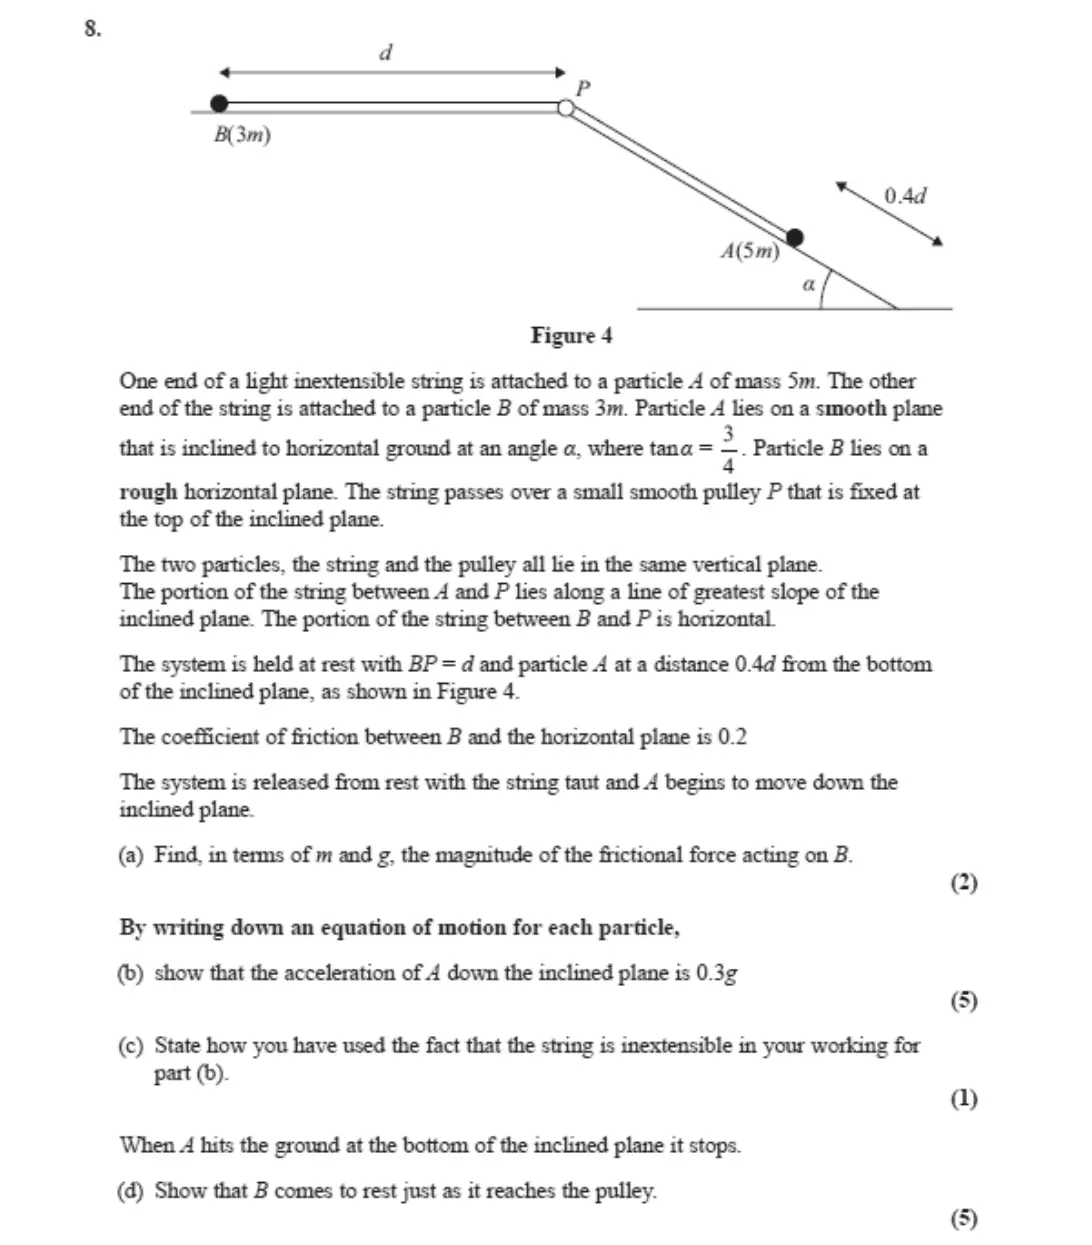 8.
d
P
B(3m)
0.4d
A(5m)
α
Figure 4
One end of a light inextensible string is attached to a particle A of mass 5m. The other
end of the string is attached to a particle B of mass 3m. Particle A lies on a smooth plane
that is inclined to horizontal ground at an angle α, where tanα = 3/4. Particle B lies on a
rough horizontal plane. The string passes over a small smooth pulley P that is fixed at
the top of the inclined plane.
The two particles, the string and the pulley all lie in the same vertical plane.
The portion of the string between A and P lies along a line of greatest slope of the
inclined plane. The portion of the string between B and P is horizontal.
The system is held at rest with BP = d and particle A at a distance 0.4d from the bottom
of the inclined plane, as shown in Figure 4.
The coefficient of friction between B and the horizontal plane is 0.2
The system is released from rest with the string taut and A begins to move down the
inclined plane.
(a) Find, in terms of m and g, the magnitude of the frictional force acting on B.
(2)
By writing down an equation of motion for each particle,
(b) show that the acceleration of A down the inclined plane is 0.3g
(5)
(c) State how you have used the fact that the string is inextensible in your working for
part (b).
(1)
When A hits the ground at the bottom of the inclined plane it stops.
(d) Show that B comes to rest just as it reaches the pulley.
(5)